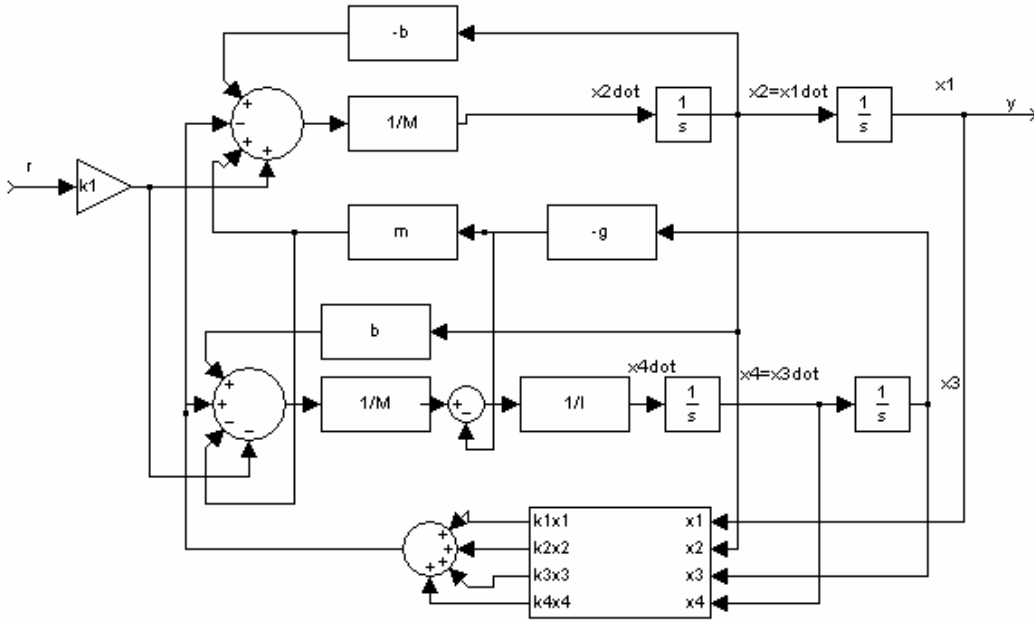 -b
x2dot
x2=x1dot
x1
+
1/M
1
s
1
s
y
−
+
+
r
k1
m
-g
b
x4dot
x4=x3dot
x3
+
+
1/M
+
−
1/l
1
s
1
s
−
−
k1x1
x1
+
k2x2
x2
+
k3x3
x3
+
+
k4x4
x4